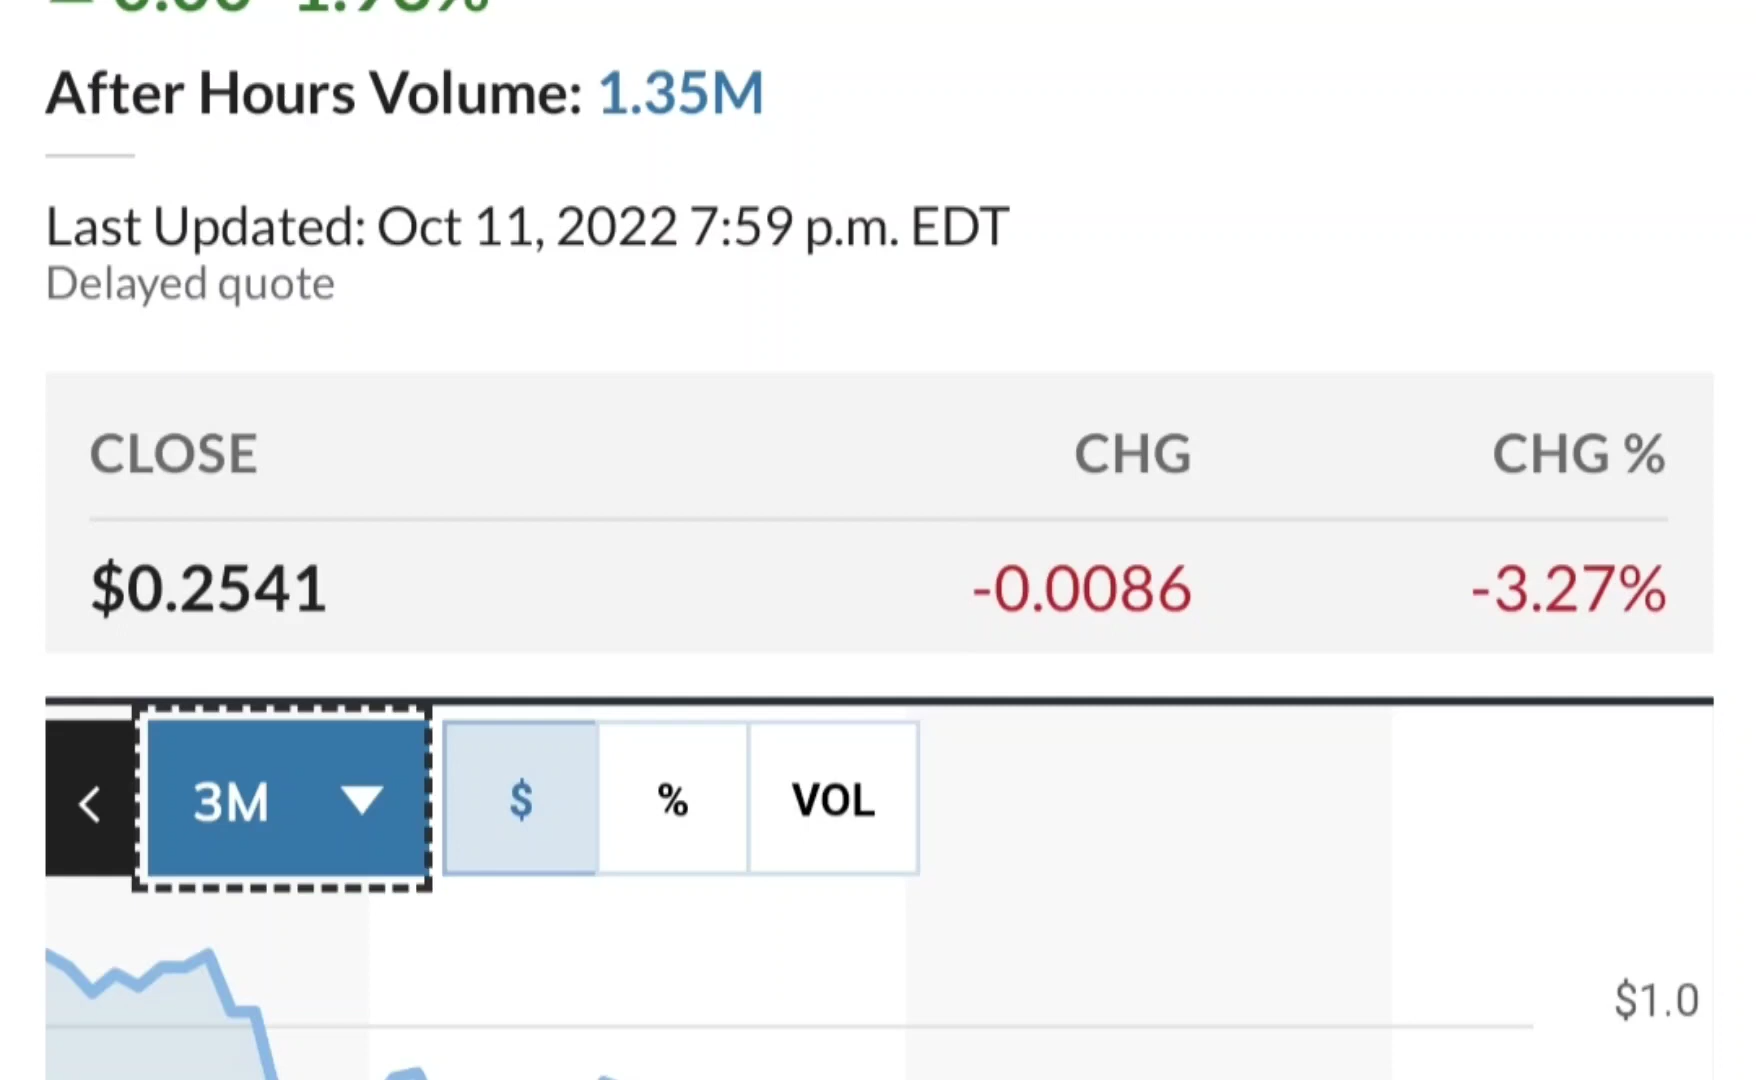 After Hours Volume: 1.35M
Last Updated: Oct 11, 2022 7:59 p.m. EDT
Delayed quote
CLOSE CHG CHG %
$0.2541 -0.0086 -3.27%
3M $ % VOL
$1.0